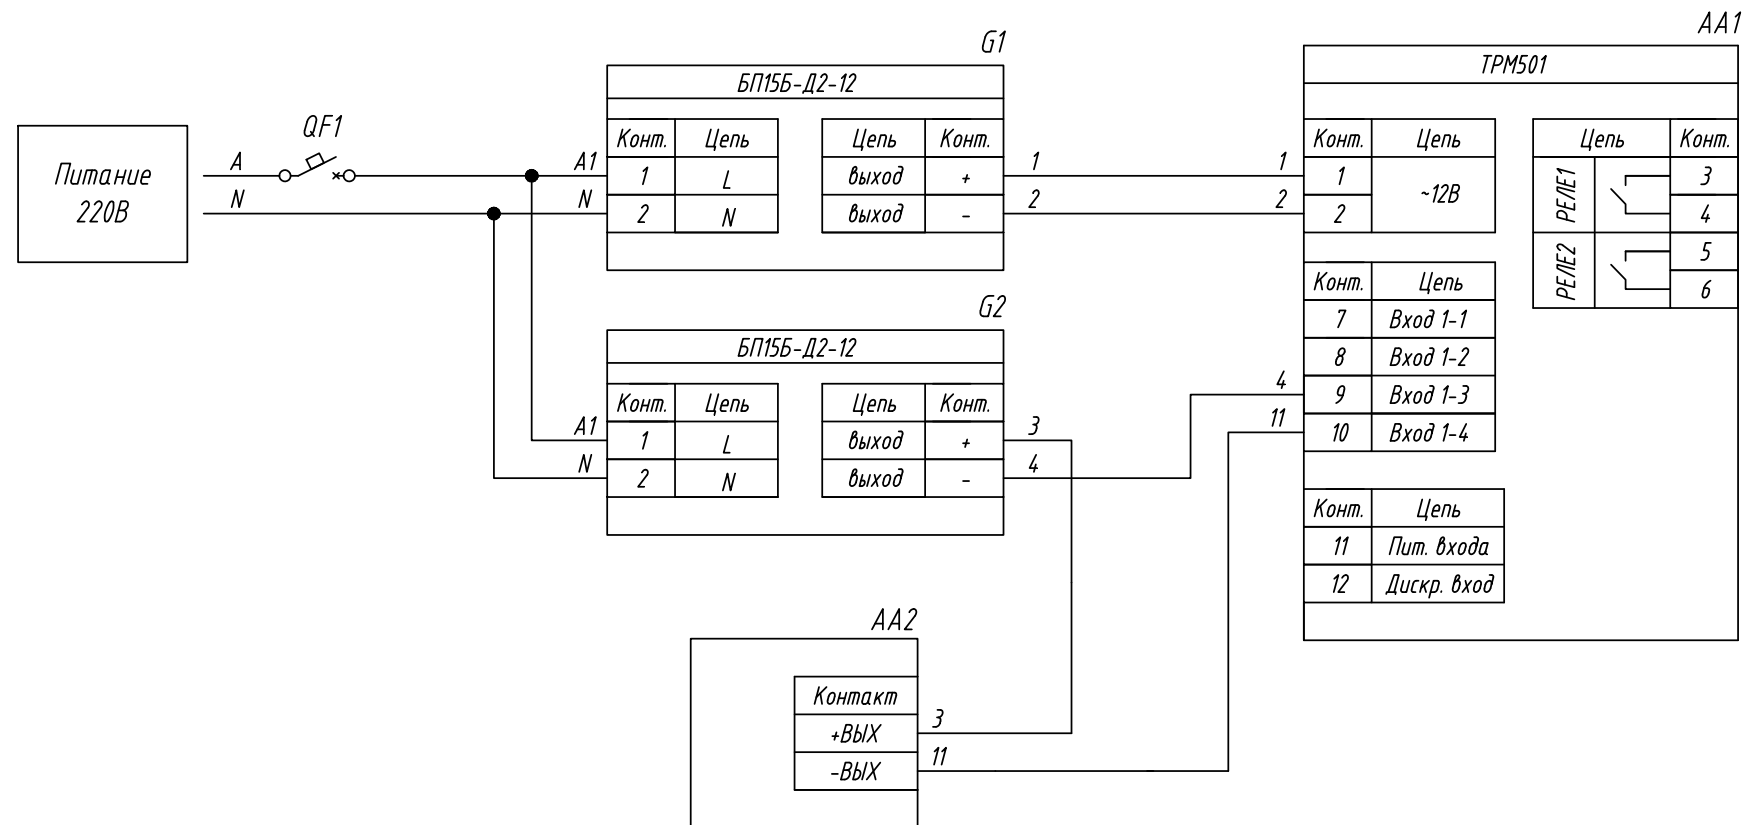 Питание
220В
A
N
QF1
G1
БП15Б-Д2-12
Конт. Цепь Цепь Конт.
A1 1 L выход + 1
N 2 N выход - 2
G2
БП15Б-Д2-12
Конт. Цепь Цепь Конт.
A1 1 L выход + 3
N 2 N выход - 4
AA1
ТРМ501
Конт. Цепь
1 1 ~12В
2 2
Цепь Конт.
РЕЛЕ1 3
4
РЕЛЕ2 5
6
Конт. Цепь
7 Вход 1-1
8 Вход 1-2
4 9 Вход 1-3
11 10 Вход 1-4
Конт. Цепь
11 Пит. входа
12 Дискр. вход
AA2
Контакт
+ВЫХ 3
-ВЫХ 11